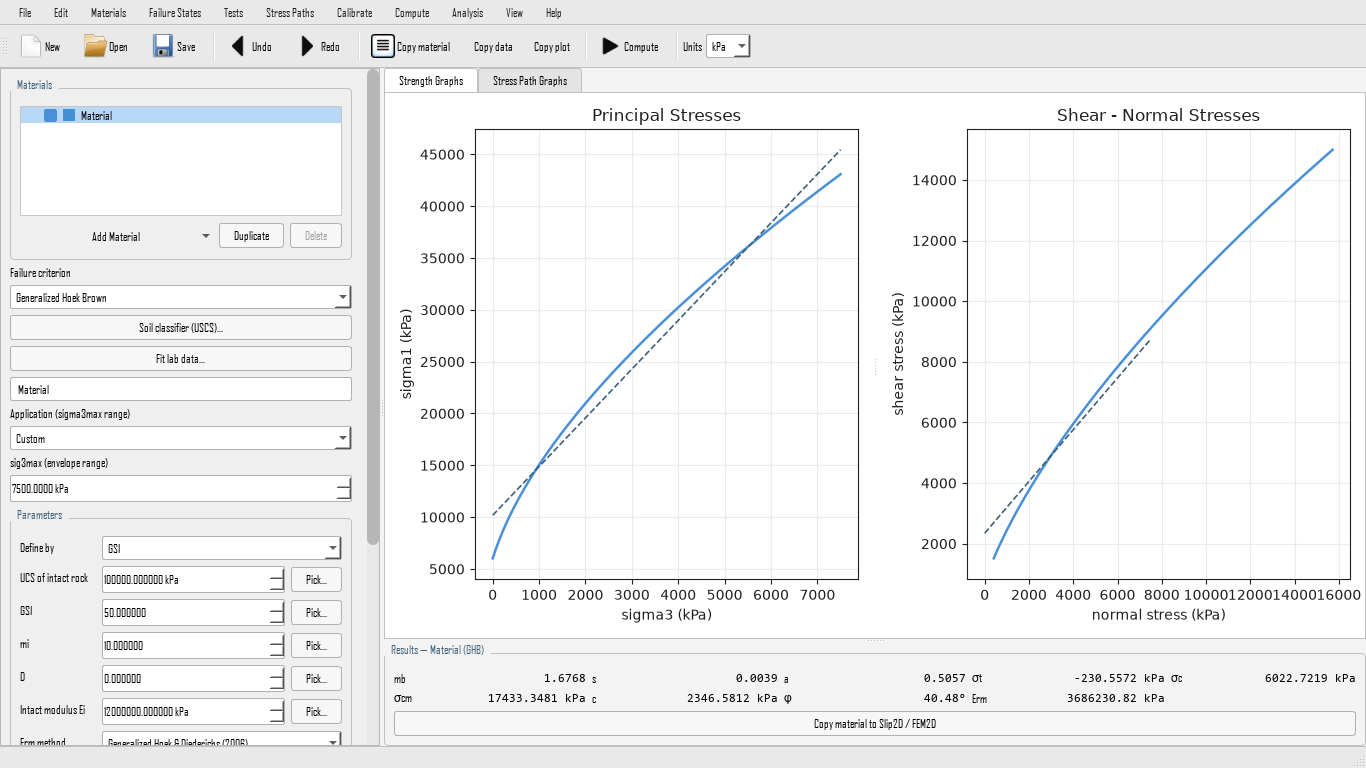 File Edit Materials Failure States Tests Stress Paths Calibrate Compute Analysis View Help
New Open Save Undo Redo Copy material Copy data Copy plot Compute Units kPa
Materials
Material
Add Material Duplicate Delete
Failure criterion
Generalized Hoek Brown
Soil classifier (USCS)...
Fit lab data...
Material
Application (sigma3max range)
Custom
sig3max (envelope range)
7500.0000 kPa
Parameters
Define by GSI
UCS of intact rock 100000.000000 kPa Pick...
GSI 50.000000 Pick...
mi 10.000000 Pick...
D 0.000000 Pick...
Intact modulus Ei 12000000.000000 kPa Pick...
Erm method Generalized Hoek & Diederichs (2006)
Strength Graphs Stress Path Graphs
Principal Stresses
45000
40000
35000
30000
25000
20000
15000
10000
5000
sigma1 (kPa)
0 1000 2000 3000 4000 5000 6000 7000
sigma3 (kPa)
Shear - Normal Stresses
14000
12000
10000
8000
6000
4000
2000
shear stress (kPa)
0 2000 4000 6000 8000 10000 12000 14000 16000
normal stress (kPa)
Results — Material (GHB)
mb 1.6768 s 0.0039 a 0.5057 σt -230.5572 kPa σc 6022.7219 kPa
σcm 17433.3481 kPa c 2346.5812 kPa φ 40.48° Erm 3686230.82 kPa
Copy material to Slip2D / FEM2D